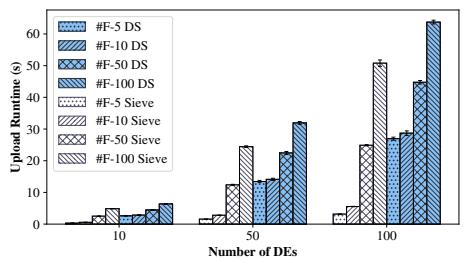 #F-5 DS
#F-10 DS
#F-50 DS
#F-100 DS
#F-5 Sieve
#F-10 Sieve
#F-50 Sieve
#F-100 Sieve
Upload Runtime (s)
60
50
40
30
20
10
0
10
50
100
Number of DEs